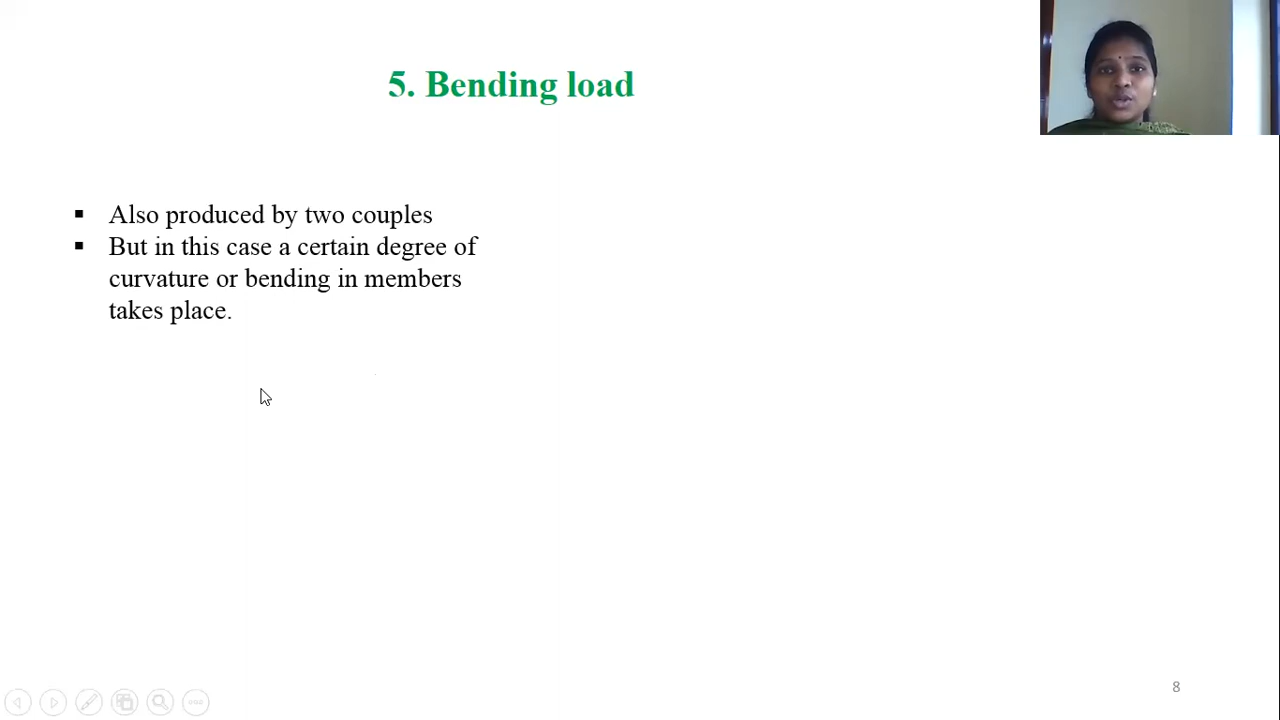 5. Bending load
▪ Also produced by two couples
▪ But in this case a certain degree of
curvature or bending in members
takes place.
8